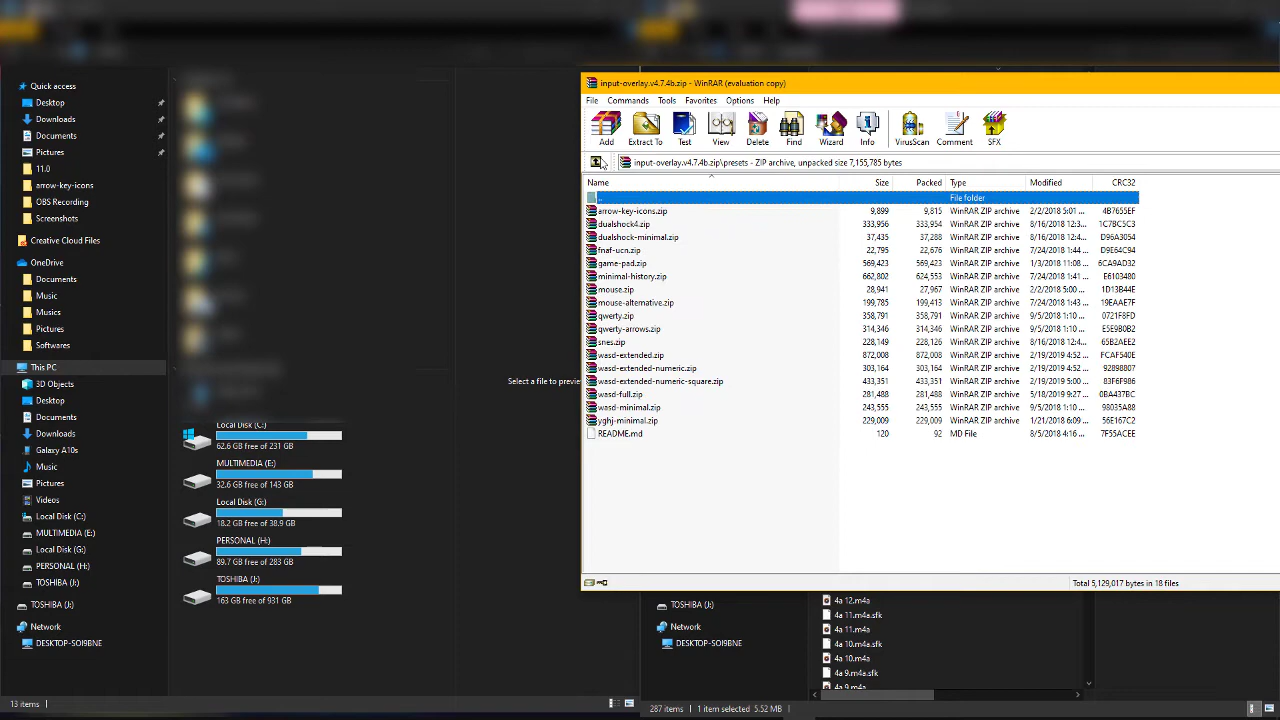 Quick access
Desktop
Downloads
Documents
Pictures
11.0
arrow-key-icons
OBS Recording
Screenshots
Creative Cloud Files
OneDrive
Documents
Music
Musics
Pictures
Softwares
This PC
3D Objects
Desktop
Documents
Downloads
Galaxy A10s
Music
Pictures
Videos
Local Disk (C:)
MULTIMEDIA (E:)
Local Disk (G:)
PERSONAL (H:)
TOSHIBA (J:)
TOSHIBA (J:)
Network
DESKTOP-SOI9BNE
13 items
Local Disk (C:)
62.6 GB free of 231 GB
MULTIMEDIA (E:)
32.6 GB free of 143 GB
Local Disk (G:)
18.2 GB free of 38.9 GB
PERSONAL (H:)
89.7 GB free of 283 GB
TOSHIBA (J:)
163 GB free of 931 GB
Select a file to preview
input-overlay.v4.7.4b.zip - WinRAR (evaluation copy)
File Commands Tools Favorites Options Help
Add Extract To Test View Delete Find Wizard Info VirusScan Comment SFX
input-overlay.v4.7.4b.zip\presets - ZIP archive, unpacked size 7,155,785 bytes
Name Size Packed Type Modified CRC32
.. File folder
arrow-key-icons.zip 9,899 9,815 WinRAR ZIP archive 2/2/2018 5:01 ... 4B7655EF
dualshock4.zip 333,956 333,954 WinRAR ZIP archive 8/16/2018 12:3... 1C7BC5C3
dualshock-minimal.zip 37,435 37,288 WinRAR ZIP archive 8/16/2018 12:... D96A3054
fnaf-ucn.zip 22,795 22,676 WinRAR ZIP archive 9/5/2018 1:10 ... D9E64C94
game-pad.zip 569,423 569,423 WinRAR ZIP archive 1/3/2018 11:08 ... 6CA9AD32
minimal-history.zip 662,802 624,553 WinRAR ZIP archive 7/24/2018 1:41 ... E6103480
mouse.zip 28,941 27,967 WinRAR ZIP archive 2/2/2018 5:00 ... 1D13B44E
mouse-alternative.zip 199,785 199,413 WinRAR ZIP archive 7/24/2018 1:43 ... 19EAAE7F
qwerty.zip 358,791 358,791 WinRAR ZIP archive 9/5/2018 1:10 ... 0721F8FD
qwerty-arrows.zip 314,346 314,346 WinRAR ZIP archive 9/5/2018 1:10 ... E5E9B0B2
snes.zip 228,149 228,126 WinRAR ZIP archive 8/16/2018 12:4... 65B2AEE2
wasd-extended.zip 872,008 872,008 WinRAR ZIP archive 2/19/2019 4:52 ... FCAF540E
wasd-extended-numeric.zip 303,164 303,164 WinRAR ZIP archive 2/19/2019 4:52 ... 92898807
wasd-extended-numeric-square.zip 433,351 433,351 WinRAR ZIP archive 2/19/2019 5:00 ... 83F6F986
wasd-full.zip 281,488 281,488 WinRAR ZIP archive 5/18/2019 9:27 ... 0BA437BC
wasd-minimal.zip 243,555 243,555 WinRAR ZIP archive 9/5/2018 1:10 ... 98035A88
yghj-minimal.zip 229,009 229,009 WinRAR ZIP archive 1/21/2018 6:09 ... 56E167C2
README.md 120 92 MD File 8/5/2018 4:16 ... 7F55ACEE
Total 5,129,017 bytes in 18 files
TOSHIBA (J:)
Network
DESKTOP-SOI9BNE
4a 12.m4a
4a 11.m4a.sfk
4a 11.m4a
4a 10.m4a.sfk
4a 10.m4a
4a 9.m4a.sfk
4a 9.m4a
287 items 1 item selected 5.52 MB